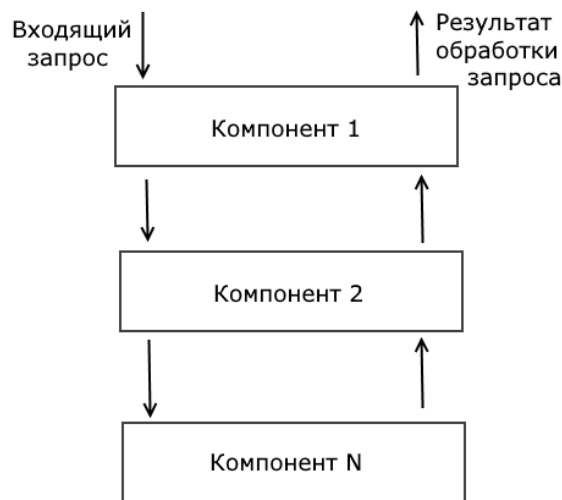 Входящий
запрос
Результат
обработки
запроса
Компонент 1
Компонент 2
Компонент N